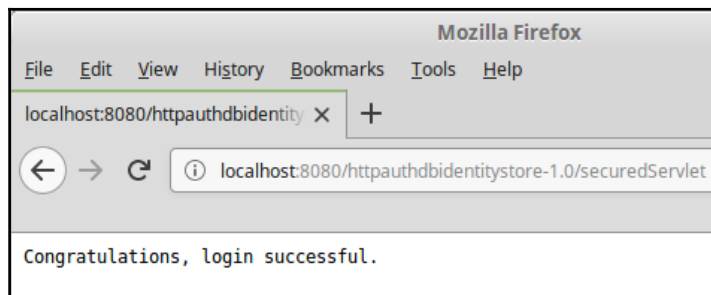 Mozilla Firefox
File Edit View History Bookmarks Tools Help
localhost:8080/httpauthdbidentity
localhost:8080/httpauthdbidentitystore-1.0/securedServlet
Congratulations, login successful.